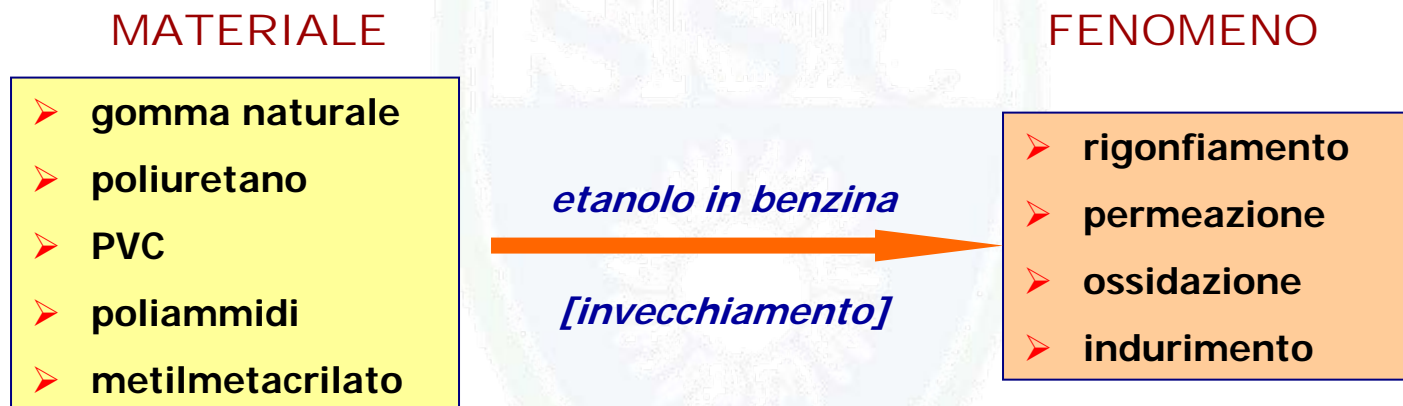 MATERIALE
gomma naturale
poliuretano
PVC
poliammidi
metilmetacrilato
etanolo in benzina
[invecchiamento]
FENOMENO
rigonfiamento
permeazione
ossidazione
indurimento